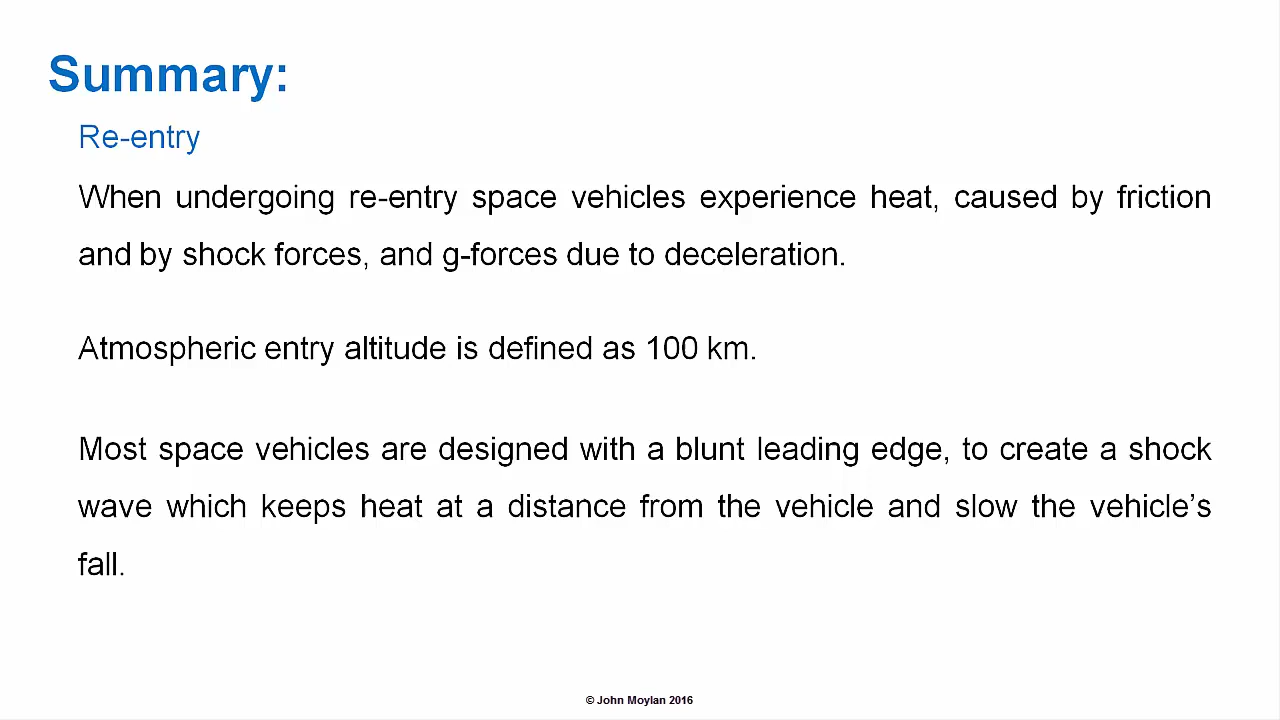 Summary:
Re-entry
When undergoing re-entry space vehicles experience heat, caused by friction
and by shock forces, and g-forces due to deceleration.
Atmospheric entry altitude is defined as 100 km.
Most space vehicles are designed with a blunt leading edge, to create a shock
wave which keeps heat at a distance from the vehicle and slow the vehicle’s
fall.
© John Moylan 2016